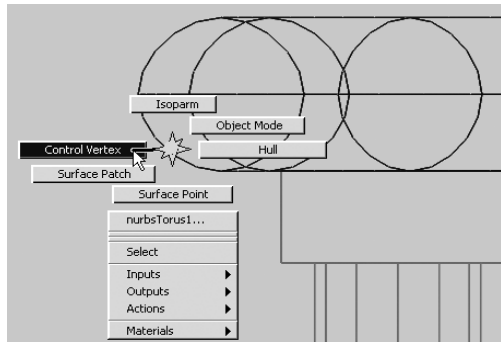 Isoparm
Object Mode
Control Vertex
Hull
Surface Patch
Surface Point
nurbsTorus1...
Select
Inputs
Outputs
Actions
Materials